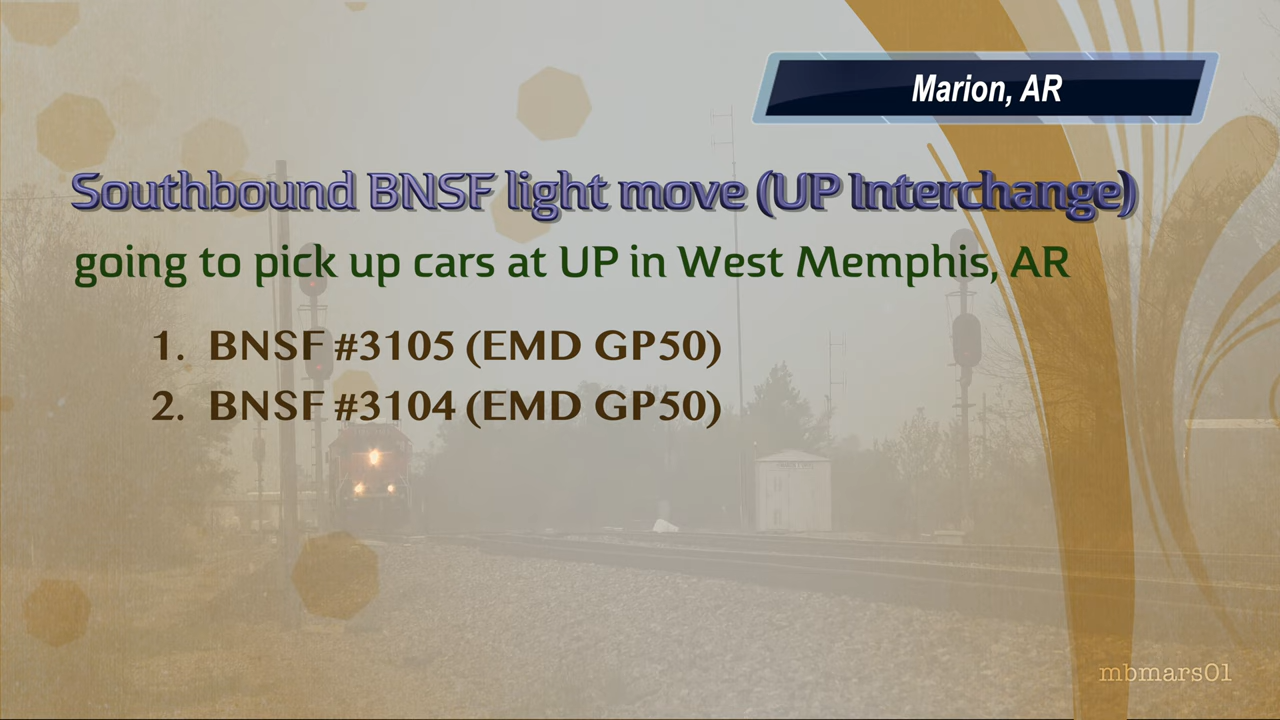 Marion, AR
Southbound BNSF light move (UP Interchange)
going to pick up cars at UP in West Memphis, AR
1. BNSF #3105 (EMD GP50)
2. BNSF #3104 (EMD GP50)
mbmars01